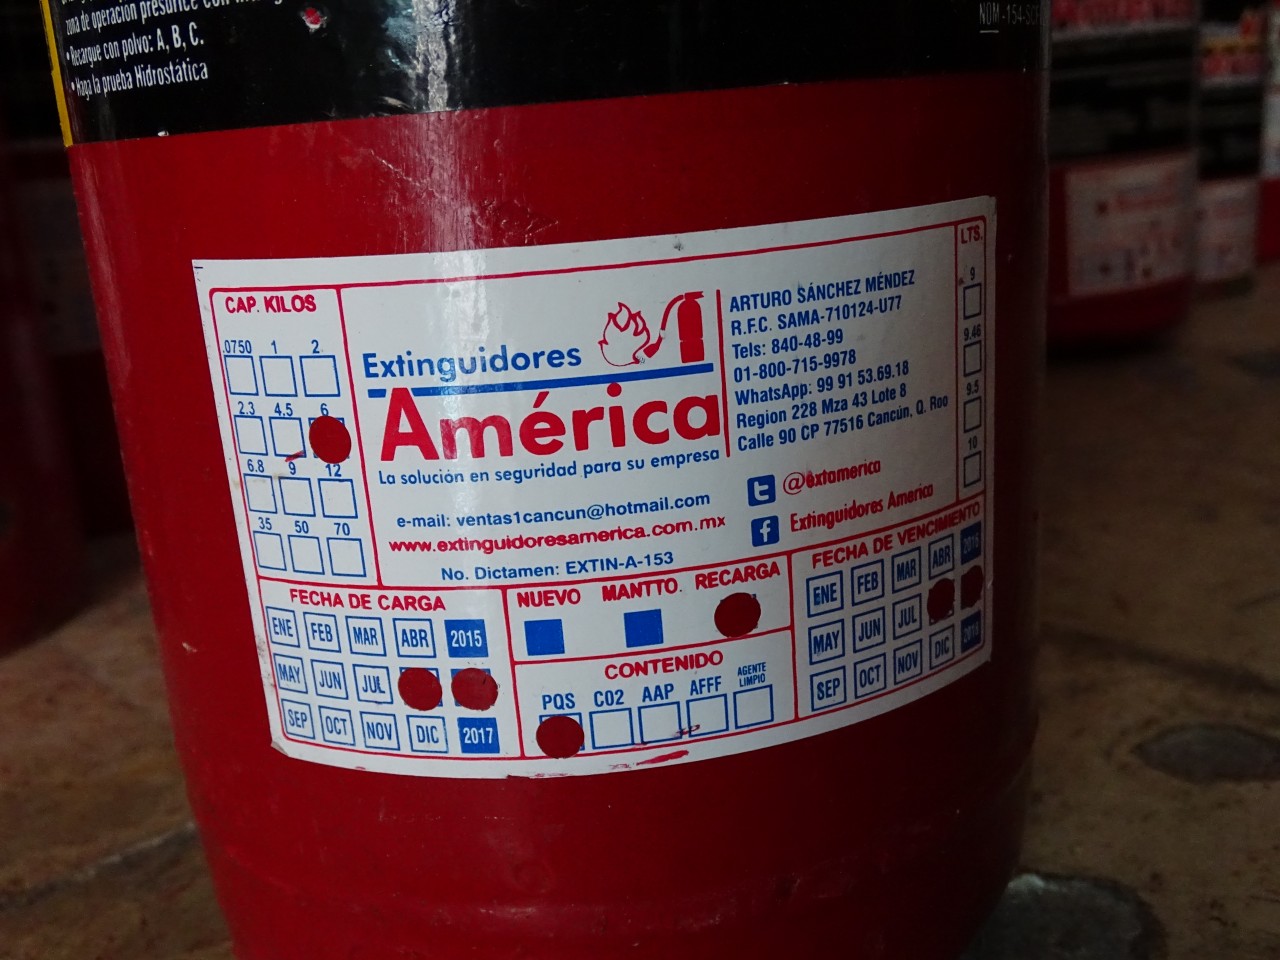 zona de operación presurice con
• Recargue con polvo: A, B, C.
• Haga la prueba Hidrostática
NOM-154-SCFI
CAP. KILOS
.0750 1 2
2.3 4.5 6
6.8 9 12
35 50 70
Extinguidores
América
La solución en seguridad para su empresa
e-mail: ventas1cancun@hotmail.com
www.extinguidoresamerica.com.mx
No. Dictamen: EXTIN-A-153
ARTURO SÁNCHEZ MÉNDEZ
R.F.C. SAMA-710124-U77
Tels: 840-48-99
01-800-715-9978
WhatsApp: 99 91 53.69.18
Region 228 Mza 43 Lote 8
Calle 90 CP 77516 Cancún, Q. Roo
@extamerica
Extinguidores America
LTS.
9
9.46
9.5
10
FECHA DE CARGA
ENE FEB MAR ABR 2015
MAY JUN JUL
SEP OCT NOV DIC 2017
NUEVO MANTTO. RECARGA
CONTENIDO
PQS CO2 AAP AFFF AGENTE LIMPIO
FECHA DE VENCIMIENTO
ENE FEB MAR ABR 2016
MAY JUN JUL
SEP OCT NOV DIC 2018